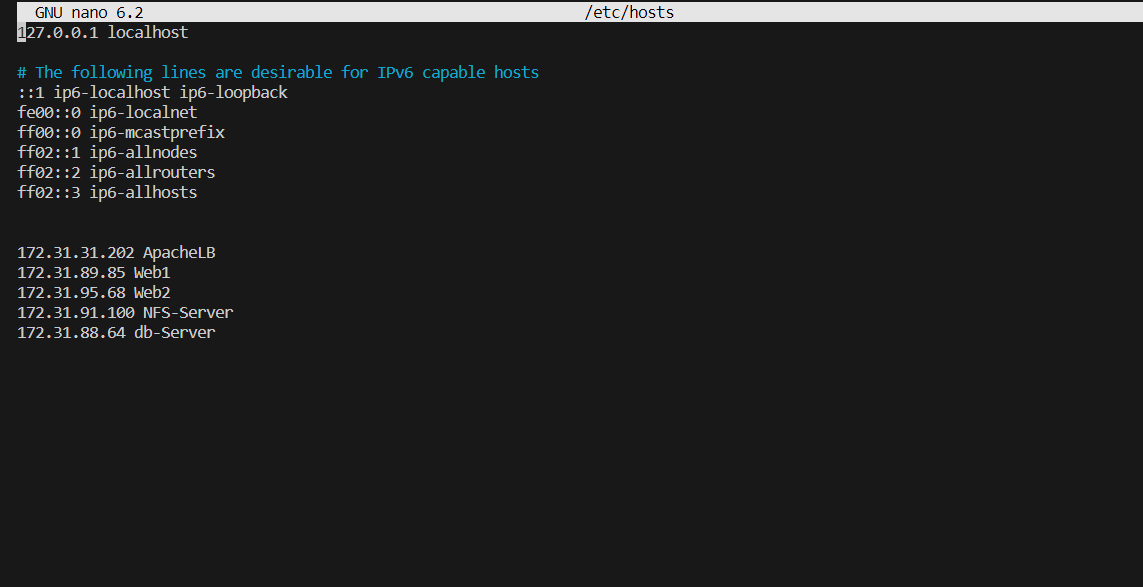 GNU nano 6.2 /etc/hosts
127.0.0.1 localhost
# The following lines are desirable for IPv6 capable hosts
::1 ip6-localhost ip6-loopback
fe00::0 ip6-localnet
ff00::0 ip6-mcastprefix
ff02::1 ip6-allnodes
ff02::2 ip6-allrouters
ff02::3 ip6-allhosts
172.31.31.202 ApacheLB
172.31.89.85 Web1
172.31.95.68 Web2
172.31.91.100 NFS-Server
172.31.88.64 db-Server